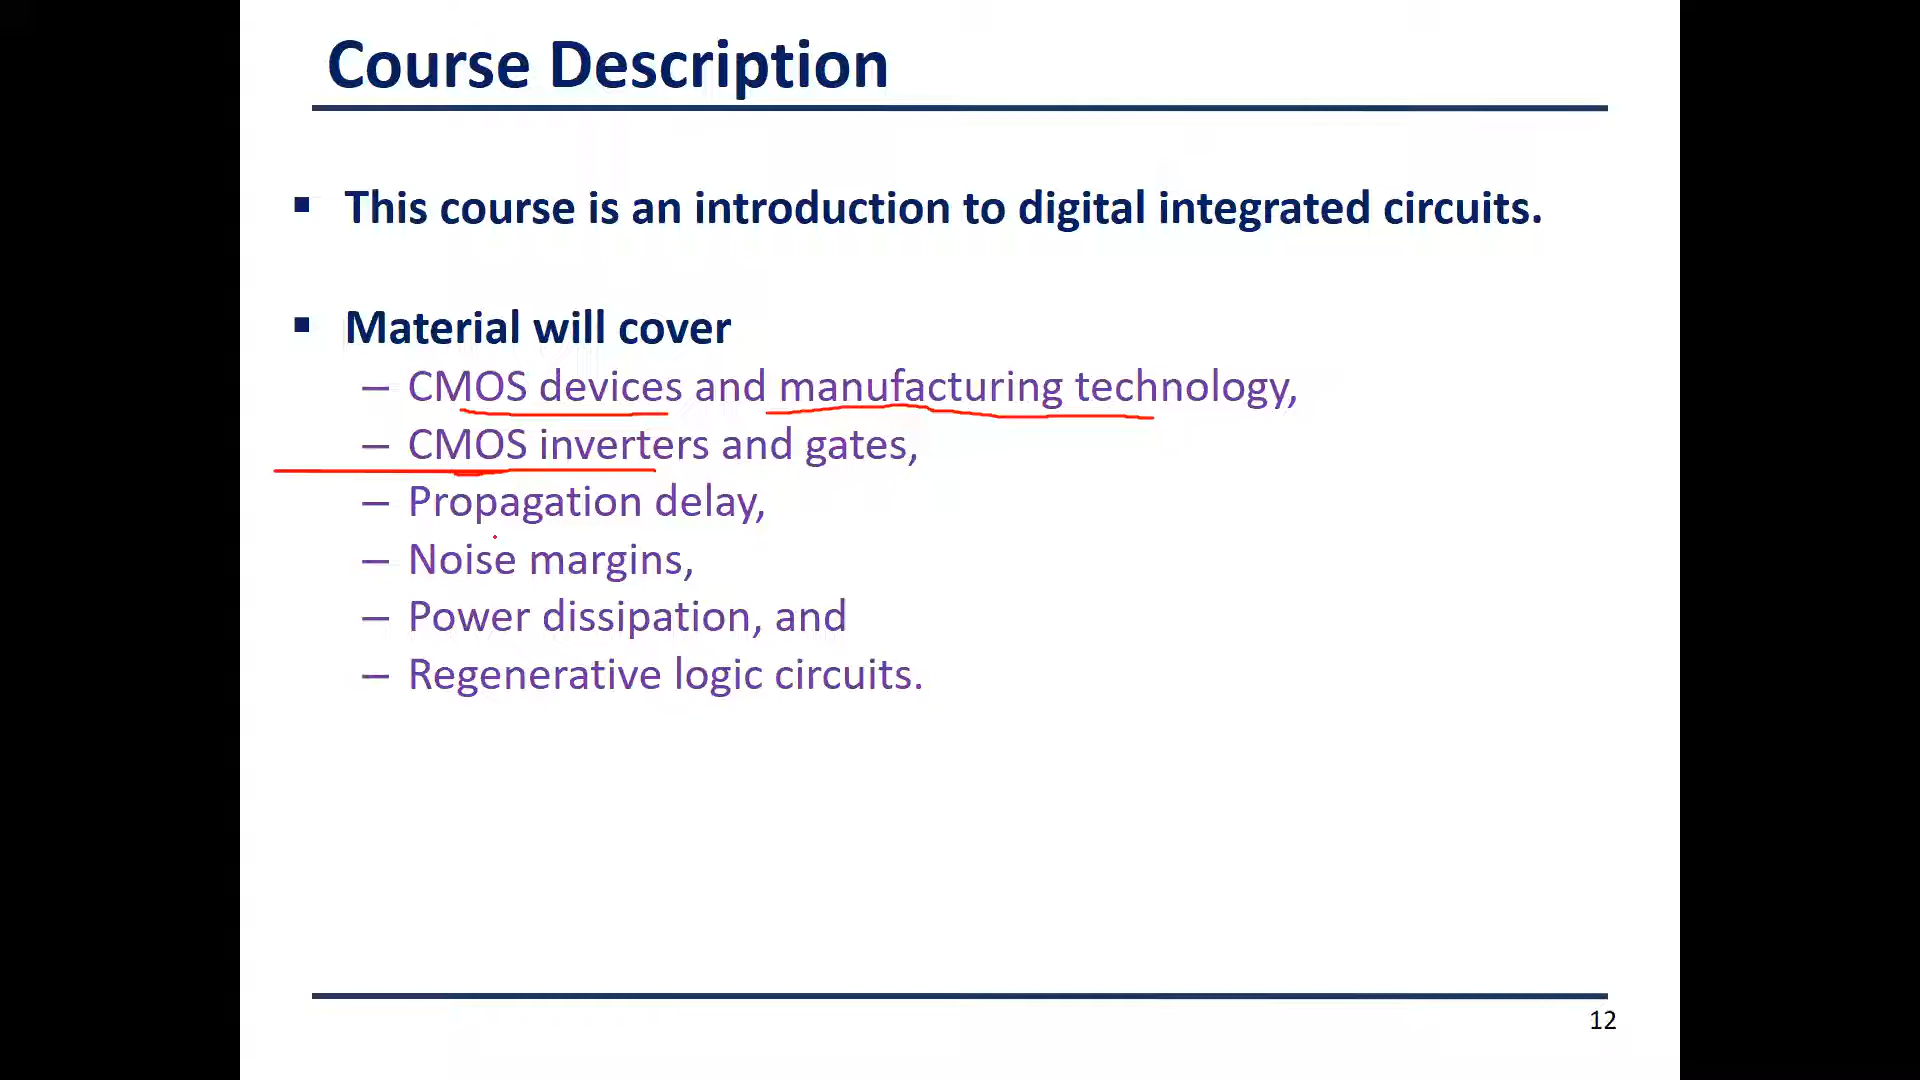 Course Description
▪ This course is an introduction to digital integrated circuits.
▪ Material will cover
– CMOS devices and manufacturing technology,
– CMOS inverters and gates,
– Propagation delay,
– Noise margins,
– Power dissipation, and
– Regenerative logic circuits.
12